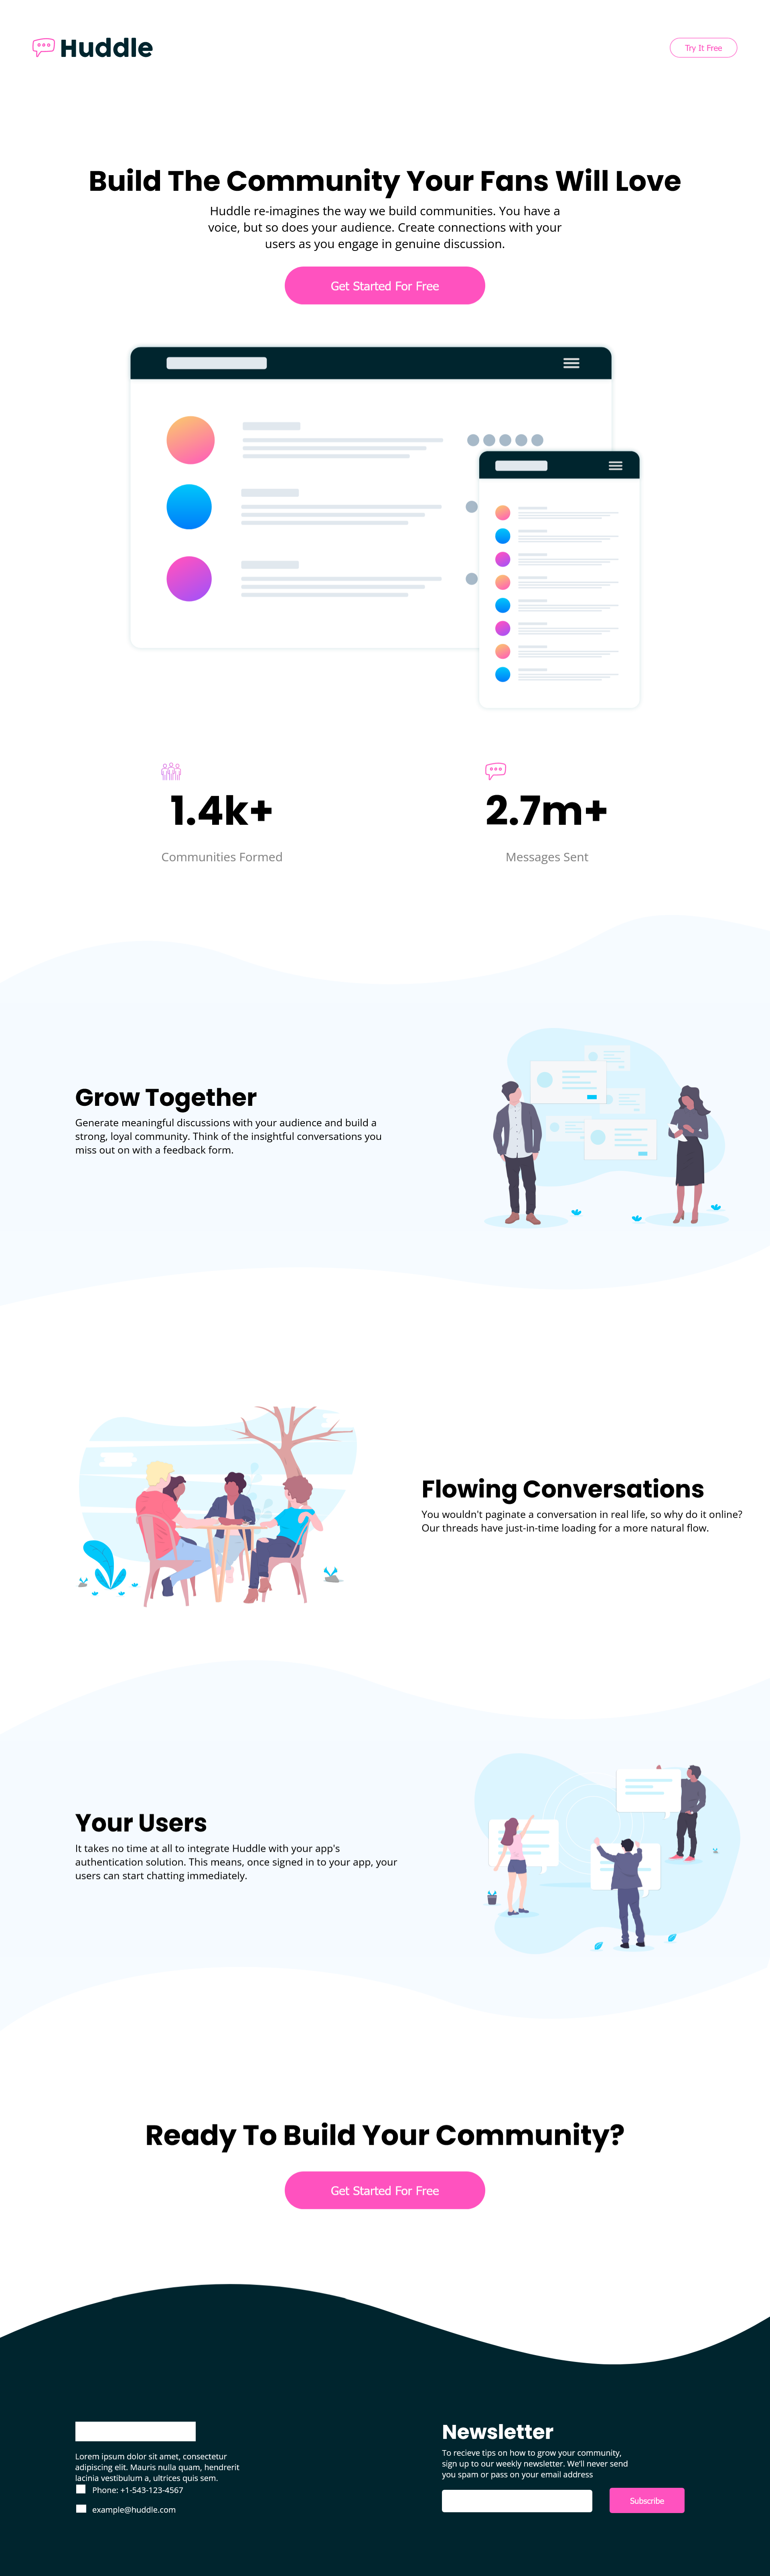 Huddle
Try It Free
Build The Community Your Fans Will Love
Huddle re-imagines the way we build communities. You have a
voice, but so does your audience. Create connections with your
users as you engage in genuine discussion.
Get Started For Free
1.4k+
Communities Formed
2.7m+
Messages Sent
Grow Together
Generate meaningful discussions with your audience and build a
strong, loyal community. Think of the insightful conversations you
miss out on with a feedback form.
Flowing Conversations
You wouldn't paginate a conversation in real life, so why do it online?
Our threads have just-in-time loading for a more natural flow.
Your Users
It takes no time at all to integrate Huddle with your app's
authentication solution. This means, once signed in to your app, your
users can start chatting immediately.
Ready To Build Your Community?
Get Started For Free
Lorem ipsum dolor sit amet, consectetur
adipiscing elit. Mauris nulla quam, hendrerit
lacinia vestibulum a, ultrices quis sem.
Phone: +1-543-123-4567
example@huddle.com
Newsletter
To recieve tips on how to grow your community,
sign up to our weekly newsletter. We'll never send
you spam or pass on your email address
Subscribe